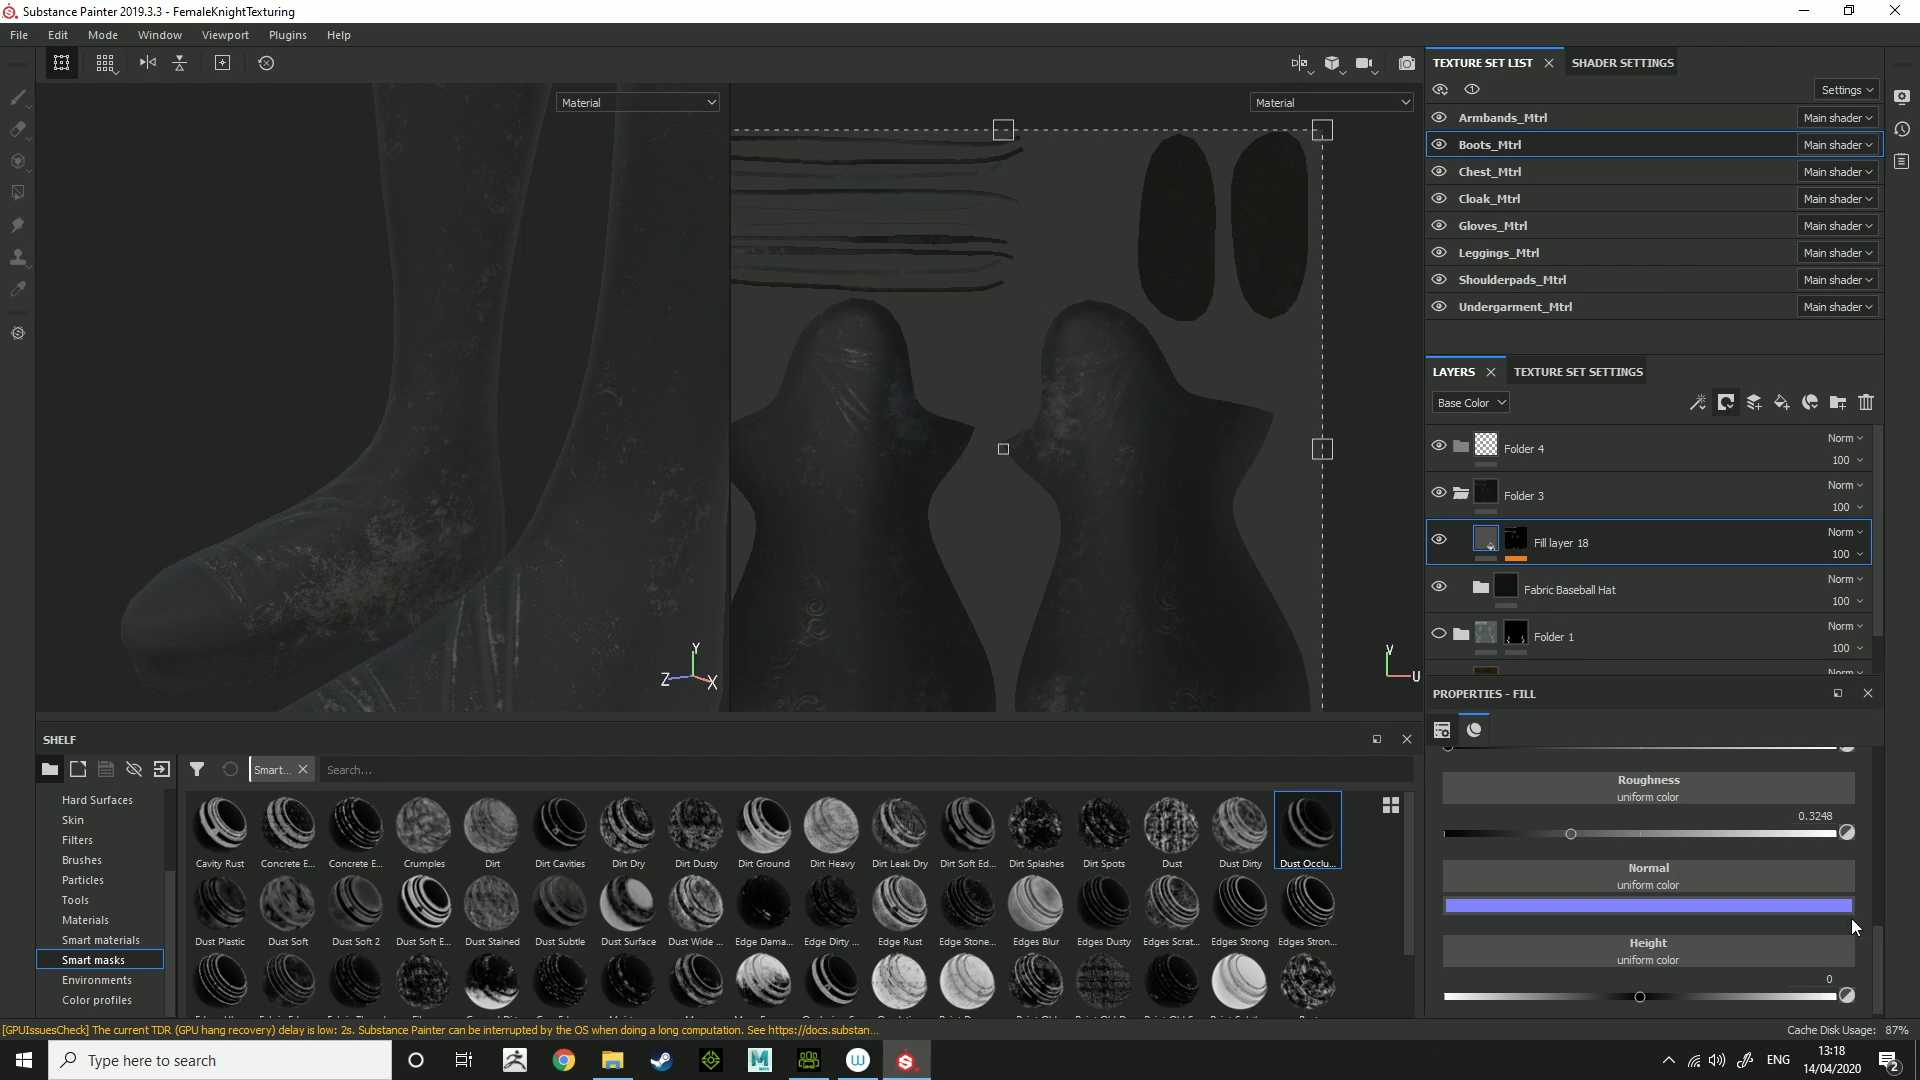 Substance Painter 2019.3.3 - FemaleKnightTexturing
File Edit Mode Window Viewport Plugins Help
Material
Material
TEXTURE SET LIST
SHADER SETTINGS
Settings
Armbands_Mtrl Main shader
Boots_Mtrl Main shader
Chest_Mtrl Main shader
Cloak_Mtrl Main shader
Gloves_Mtrl Main shader
Leggings_Mtrl Main shader
Shoulderpads_Mtrl Main shader
Undergarment_Mtrl Main shader
LAYERS
TEXTURE SET SETTINGS
Base Color
Folder 4 Norm
100
Folder 3 Norm
100
Fill layer 18 Norm
100
Fabric Baseball Hat Norm
100
Folder 1 Norm
100
Norm
Y
Z X
V
U
PROPERTIES - FILL
Roughness
uniform color
0.3248
Normal
uniform color
Height
uniform color
0
SHELF
Smart...
Search...
Hard Surfaces
Skin
Filters
Brushes
Particles
Tools
Materials
Smart materials
Smart masks
Environments
Color profiles
Cavity Rust Concrete E... Concrete E... Crumples Dirt Dirt Cavities Dirt Dry Dirt Dusty Dirt Ground Dirt Heavy Dirt Leak Dry Dirt Soft Ed... Dirt Splashes Dirt Spots Dust Dust Dirty Dust Occlu...
Dust Plastic Dust Soft Dust Soft 2 Dust Soft E... Dust Stained Dust Subtle Dust Surface Dust Wide ... Edge Dama... Edge Dirty ... Edge Rust Edge Stone... Edges Blur Edges Dusty Edges Scrat... Edges Strong Edges Stron...
[GPUIssuesCheck] The current TDR (GPU hang recovery) delay is low: 2s. Substance Painter can be interrupted by the OS when doing a long computation. See https://docs.substan...
Cache Disk Usage: 87%
Type here to search
ENG
13:18
14/04/2020
2